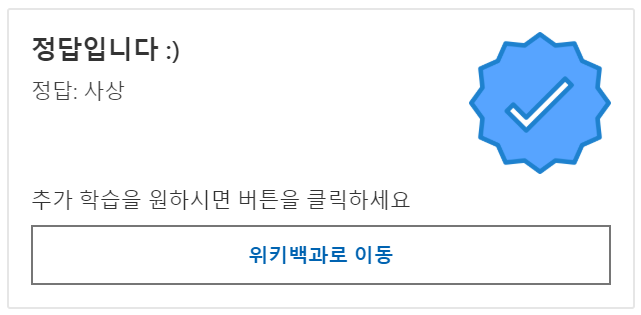 정답입니다 :)
정답: 사상
추가 학습을 원하시면 버튼을 클릭하세요
위키백과로 이동